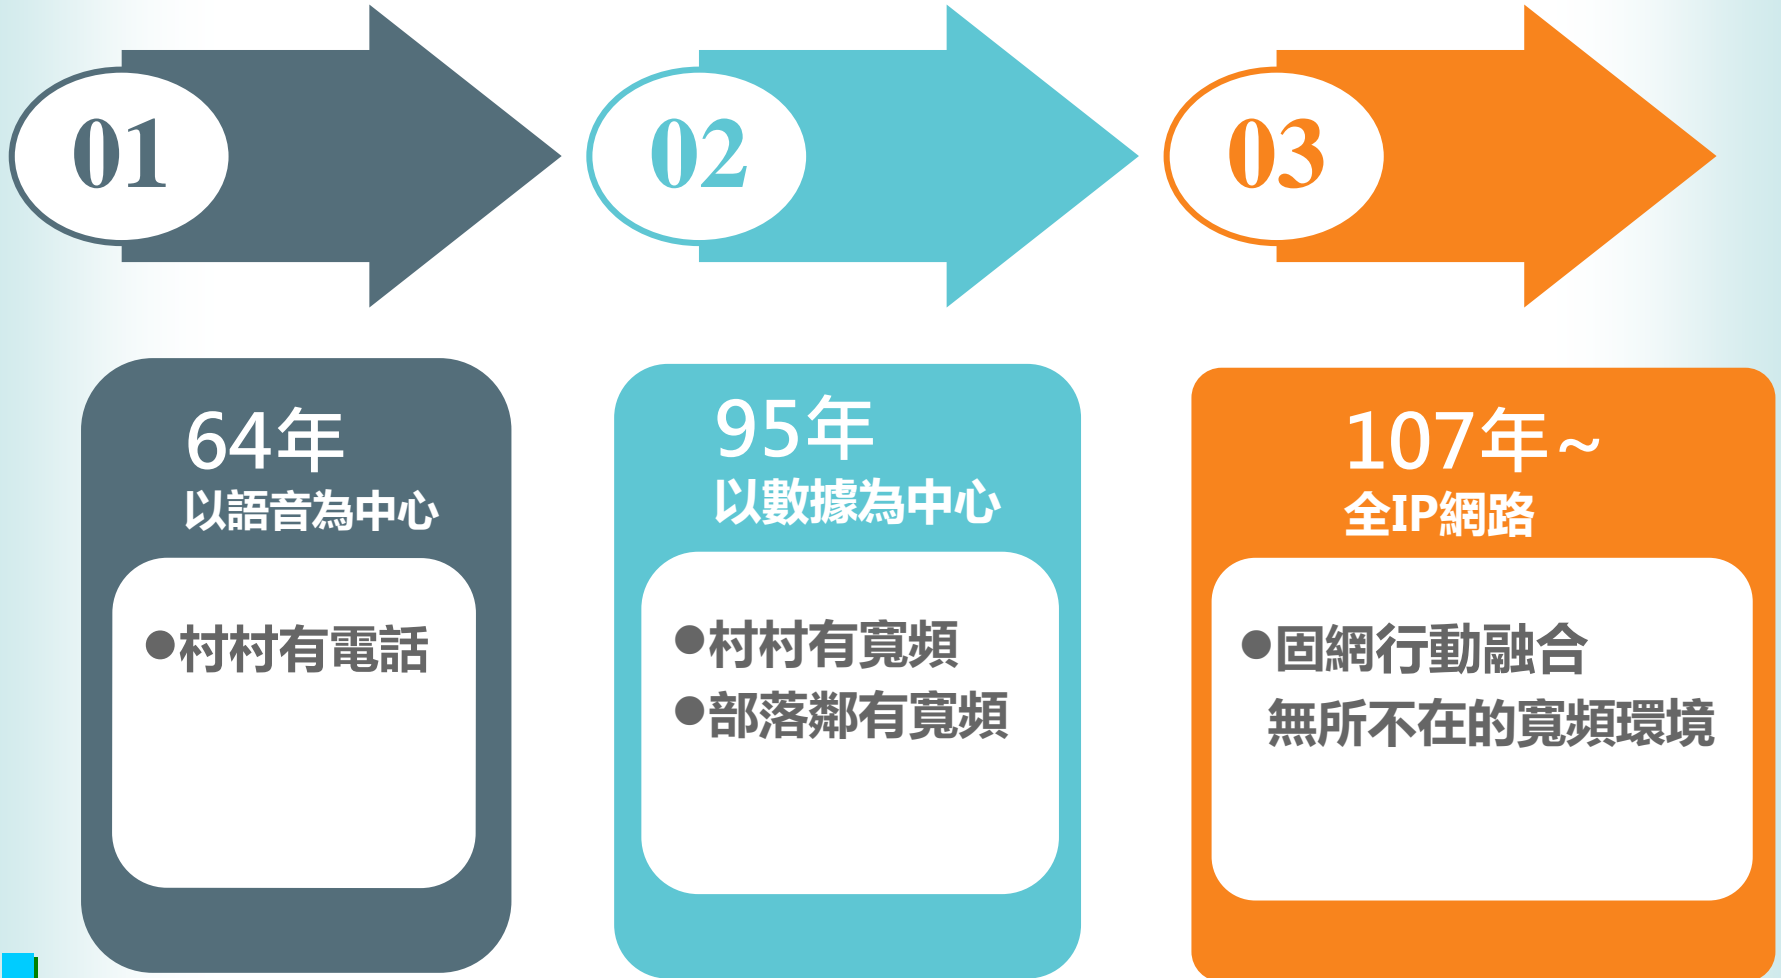 01
02
03
64年
以語音為中心
●村村有電話
95年
以數據為中心
●村村有寬頻
●部落鄰有寬頻
107年~
全IP網路
●固網行動融合
無所不在的寬頻環境